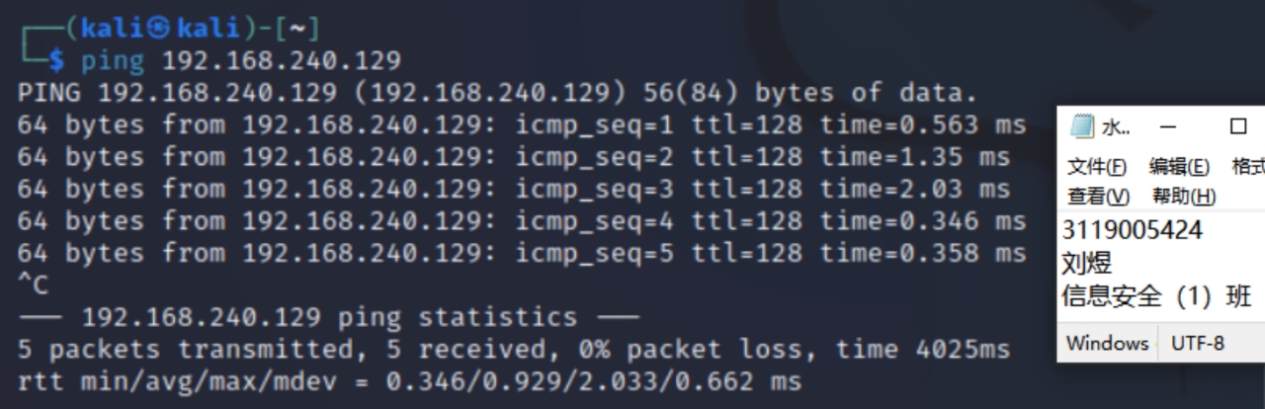 ┌──(kali㉿kali)-[~]
└─$ ping 192.168.240.129
PING 192.168.240.129 (192.168.240.129) 56(84) bytes of data.
64 bytes from 192.168.240.129: icmp_seq=1 ttl=128 time=0.563 ms
64 bytes from 192.168.240.129: icmp_seq=2 ttl=128 time=1.35 ms
64 bytes from 192.168.240.129: icmp_seq=3 ttl=128 time=2.03 ms
64 bytes from 192.168.240.129: icmp_seq=4 ttl=128 time=0.346 ms
64 bytes from 192.168.240.129: icmp_seq=5 ttl=128 time=0.358 ms
^C
── 192.168.240.129 ping statistics ──
5 packets transmitted, 5 received, 0% packet loss, time 4025ms
rtt min/avg/max/mdev = 0.346/0.929/2.033/0.662 ms
水..
文件(F) 编辑(E) 格式
查看(V) 帮助(H)
3119005424
刘煜
信息安全（1）班
Windows UTF-8